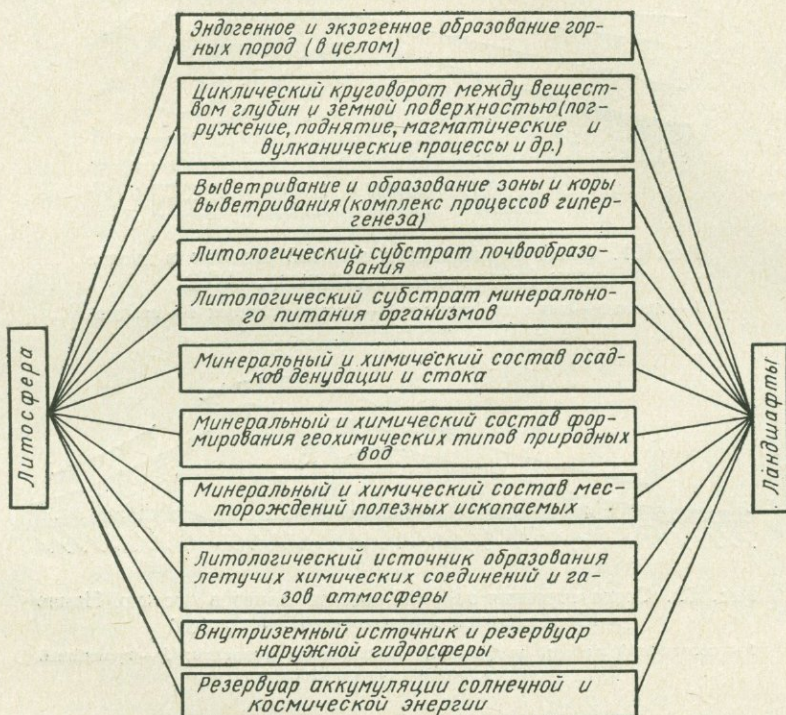 Эндогенное и экзогенное образование гор-
ных пород (в целом)
Циклический круговорот между вещест-
вом глубин и земной поверхностью (пог-
ружение, поднятие, магматические и
вулканические процессы и др.)
Выветривание и образование зоны и коры
выветривания (комплекс процессов гипер-
генеза)
Литологический субстрат почвообразо-
вания
Литологический субстрат минерально-
го питания организмов
Минеральный и химический состав осад-
ков денудации и стока
Минеральный и химический состав фор-
мирования геохимических типов природных
вод
Минеральный и химический состав мес-
торождений полезных ископаемых
Литологический источник образования
летучих химических соединений и га-
зов атмосферы
Внутриземный источник и резервуар
наружной гидросферы
Резервуар аккумуляции солнечной и
космической энергии
Литосфера
Ландшафты